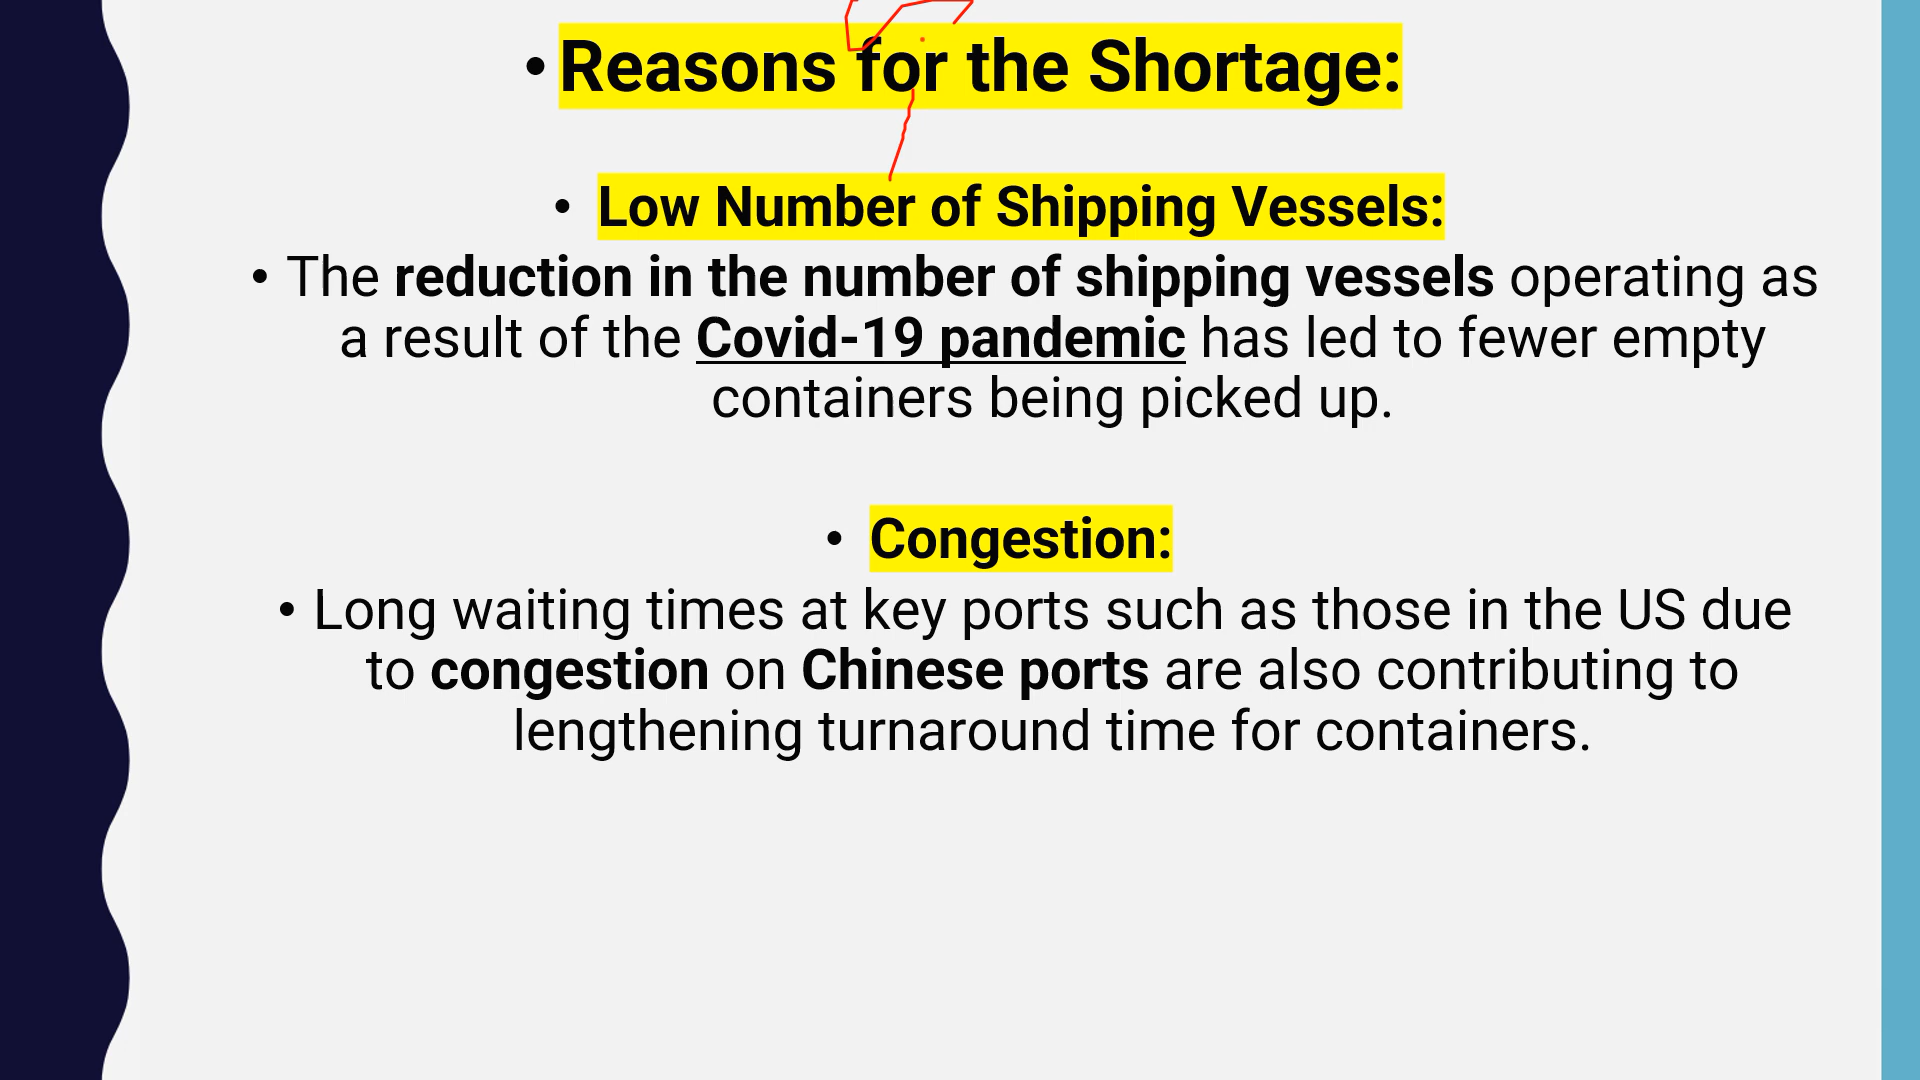 • Reasons for the Shortage:
• Low Number of Shipping Vessels:
• The reduction in the number of shipping vessels operating as
a result of the Covid-19 pandemic has led to fewer empty
containers being picked up.
• Congestion:
• Long waiting times at key ports such as those in the US due
to congestion on Chinese ports are also contributing to
lengthening turnaround time for containers.